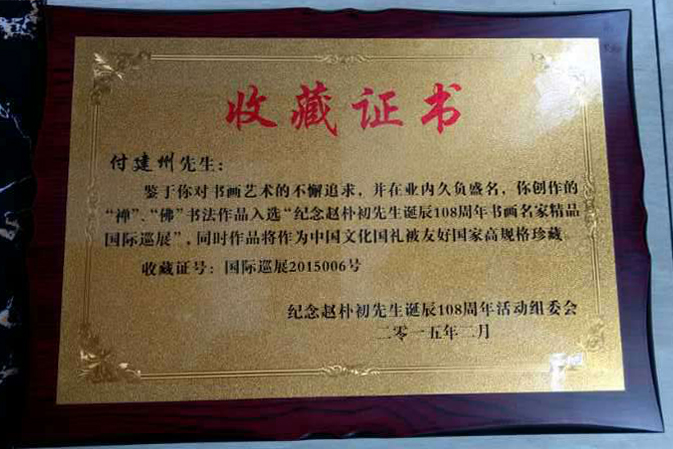 收藏证书
付建州先生：
鉴于你对书画艺术的不懈追求，并在业内久负盛名，你创作的
“禅”、“佛”书法作品入选“纪念赵朴初先生诞辰108周年书画名家精品
国际巡展”，同时作品将作为中国文化国礼被友好国家高规格珍藏。
收藏证号：国际巡展2015006号
纪念赵朴初先生诞辰108周年活动组委会
二零一五年二月